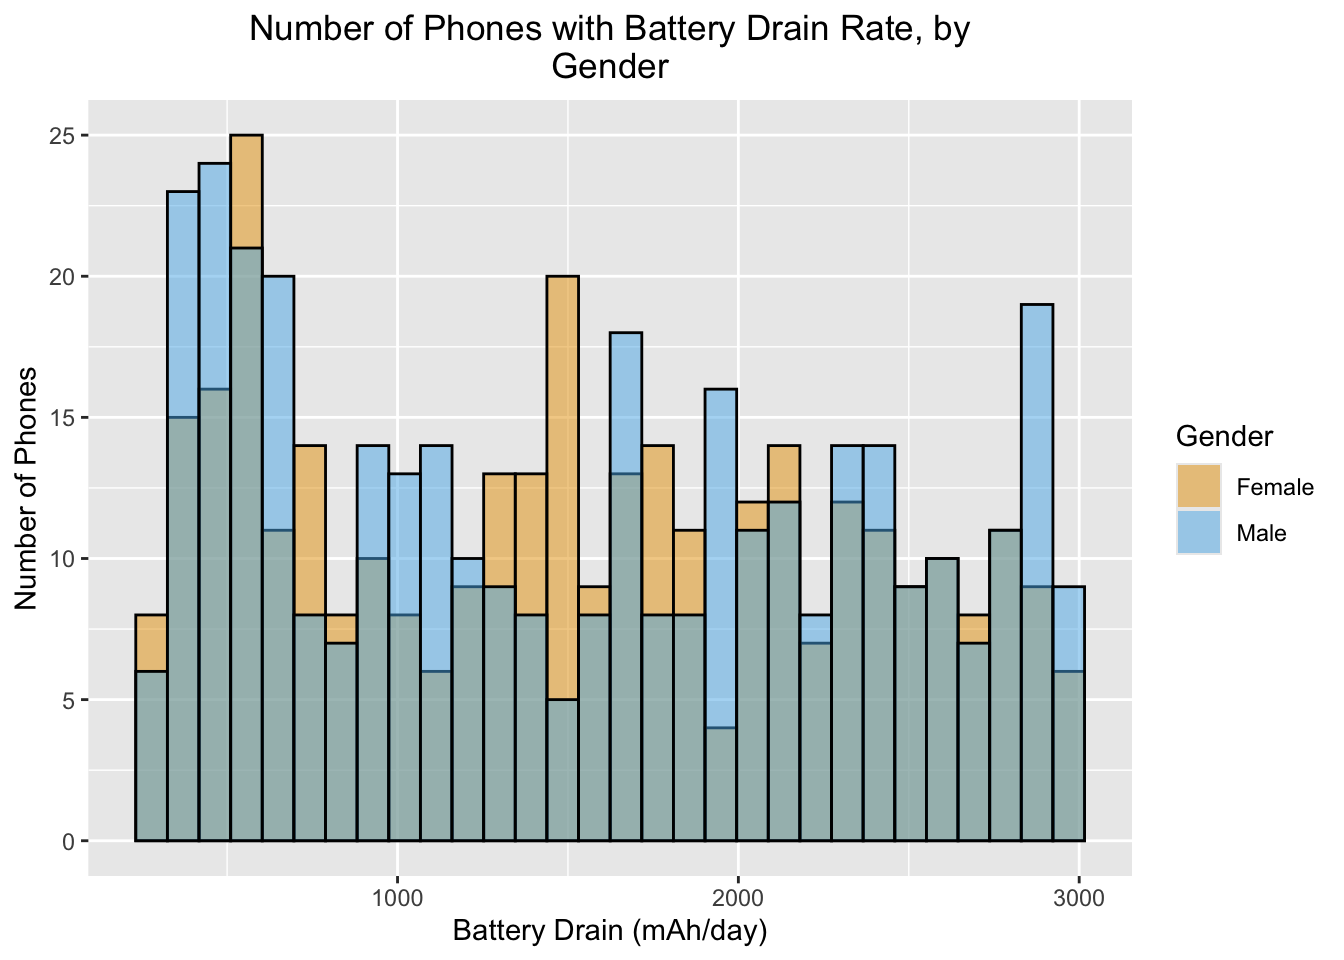 Number of Phones with Battery Drain Rate, by
Gender
25
20
15
10
5
0
Number of Phones
1000
2000
3000
Battery Drain (mAh/day)
Gender
Female
Male